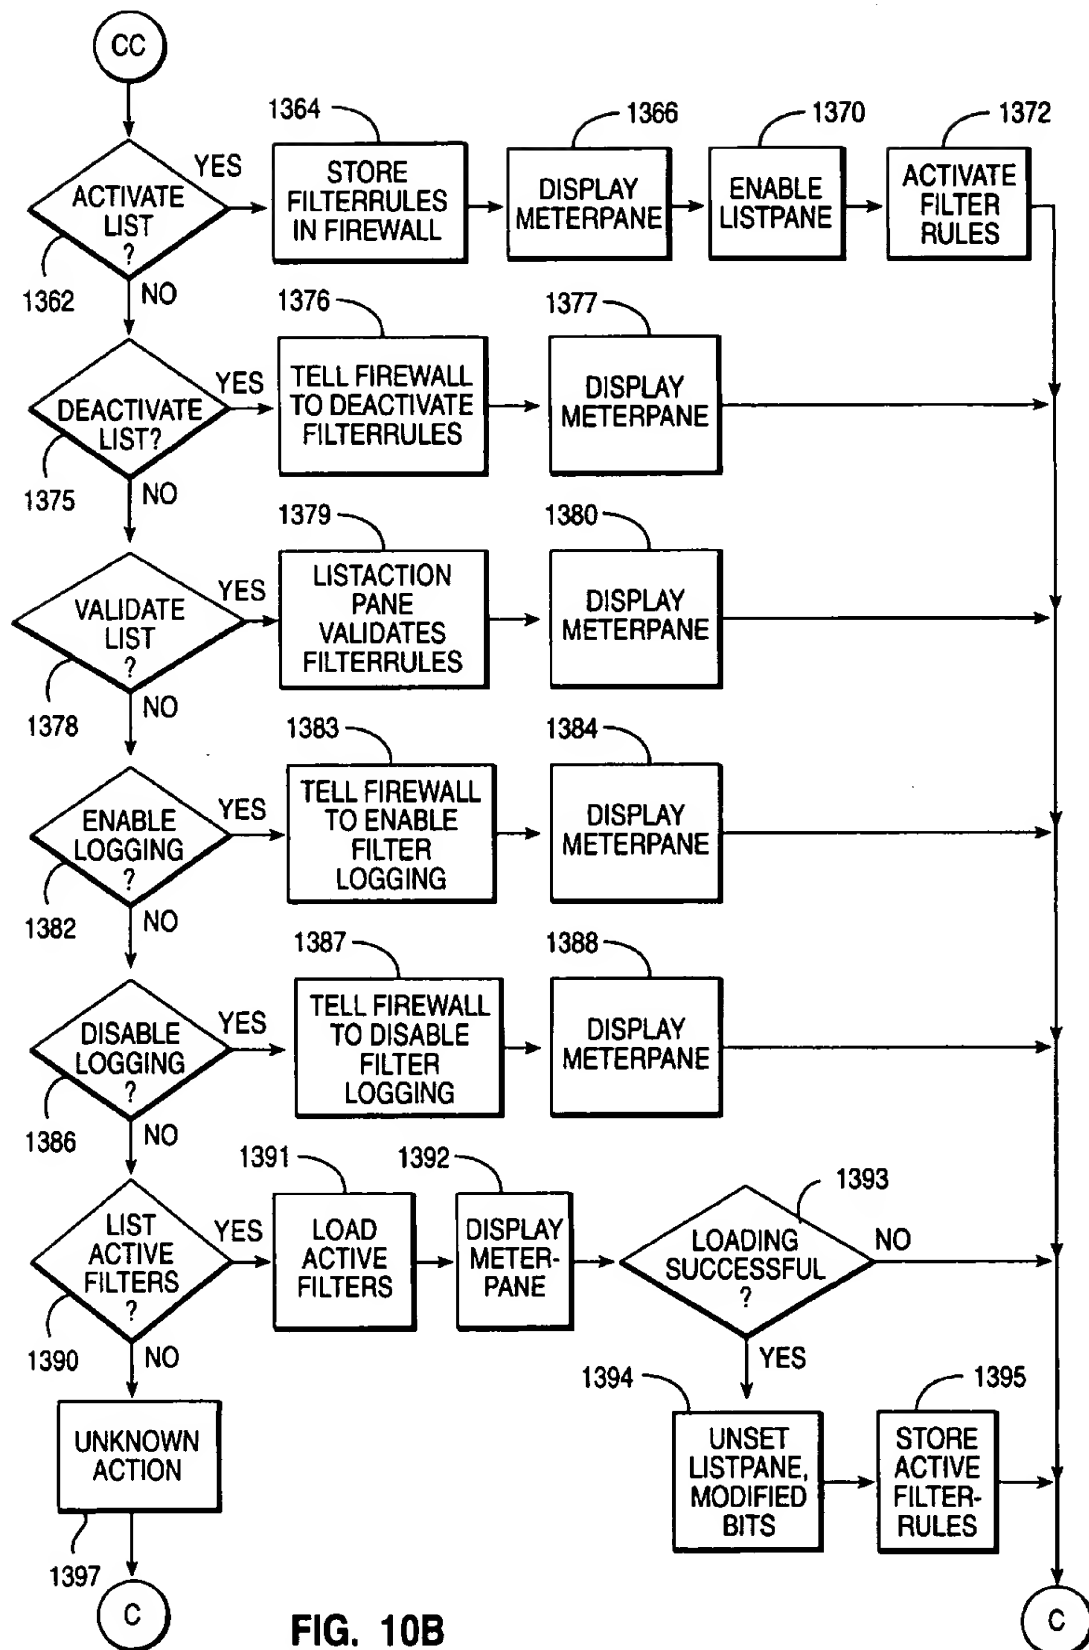 CC
1364
1366
1370
1372
ACTIVATE
LIST
?
YES
STORE
FILTERRULES
IN FIREWALL
DISPLAY
METERPANE
ENABLE
LISTPANE
ACTIVATE
FILTER
RULES
1362
NO
1376
1377
DEACTIVATE
LIST?
YES
TELL FIREWALL
TO DEACTIVATE
FILTERRULES
DISPLAY
METERPANE
1375
NO
1379
1380
VALIDATE
LIST
?
YES
LISTACTION
PANE
VALIDATES
FILTERRULES
DISPLAY
METERPANE
1378
NO
1383
1384
ENABLE
LOGGING
?
YES
TELL FIREWALL
TO ENABLE
FILTER
LOGGING
DISPLAY
METERPANE
1382
NO
1387
1388
DISABLE
LOGGING
?
YES
TELL FIREWALL
TO DISABLE
FILTER
LOGGING
DISPLAY
METERPANE
1386
NO
1391
1392
1393
LIST
ACTIVE
FILTERS
?
YES
LOAD
ACTIVE
FILTERS
DISPLAY
METER-
PANE
LOADING
SUCCESSFUL
?
NO
1390
NO
YES
1394
1395
UNKNOWN
ACTION
UNSET
LISTPANE,
MODIFIED
BITS
STORE
ACTIVE
FILTER-
RULES
1397
C
C
FIG. 10B